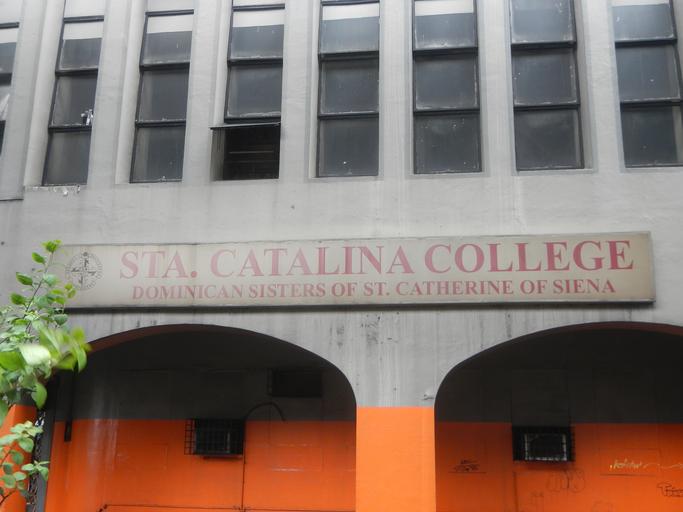 STA. CATALINA COLLEGE
DOMINICAN SISTERS OF ST. CATHERINE OF SIENA